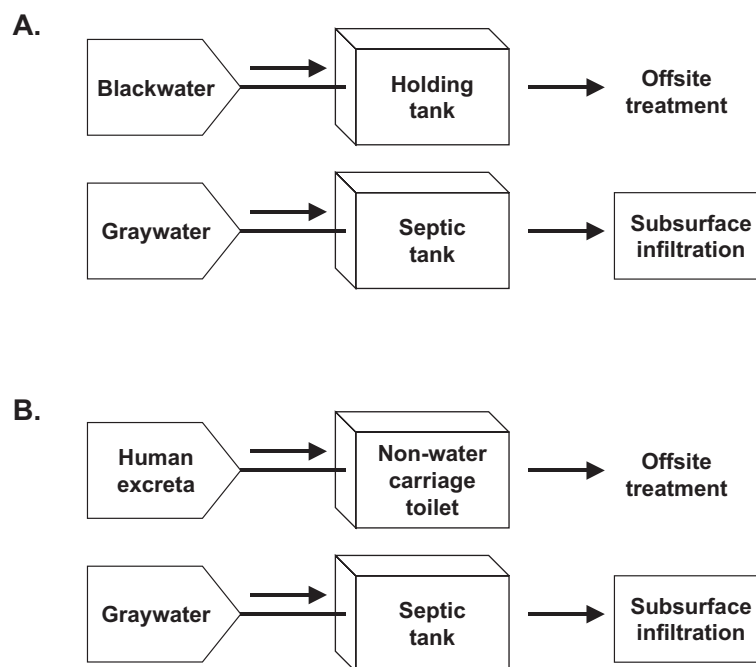 A.
Blackwater
Holding
tank
Offsite
treatment
Graywater
Septic
tank
Subsurface
infiltration
B.
Human
excreta
Non-water
carriage
toilet
Offsite
treatment
Graywater
Septic
tank
Subsurface
infiltration